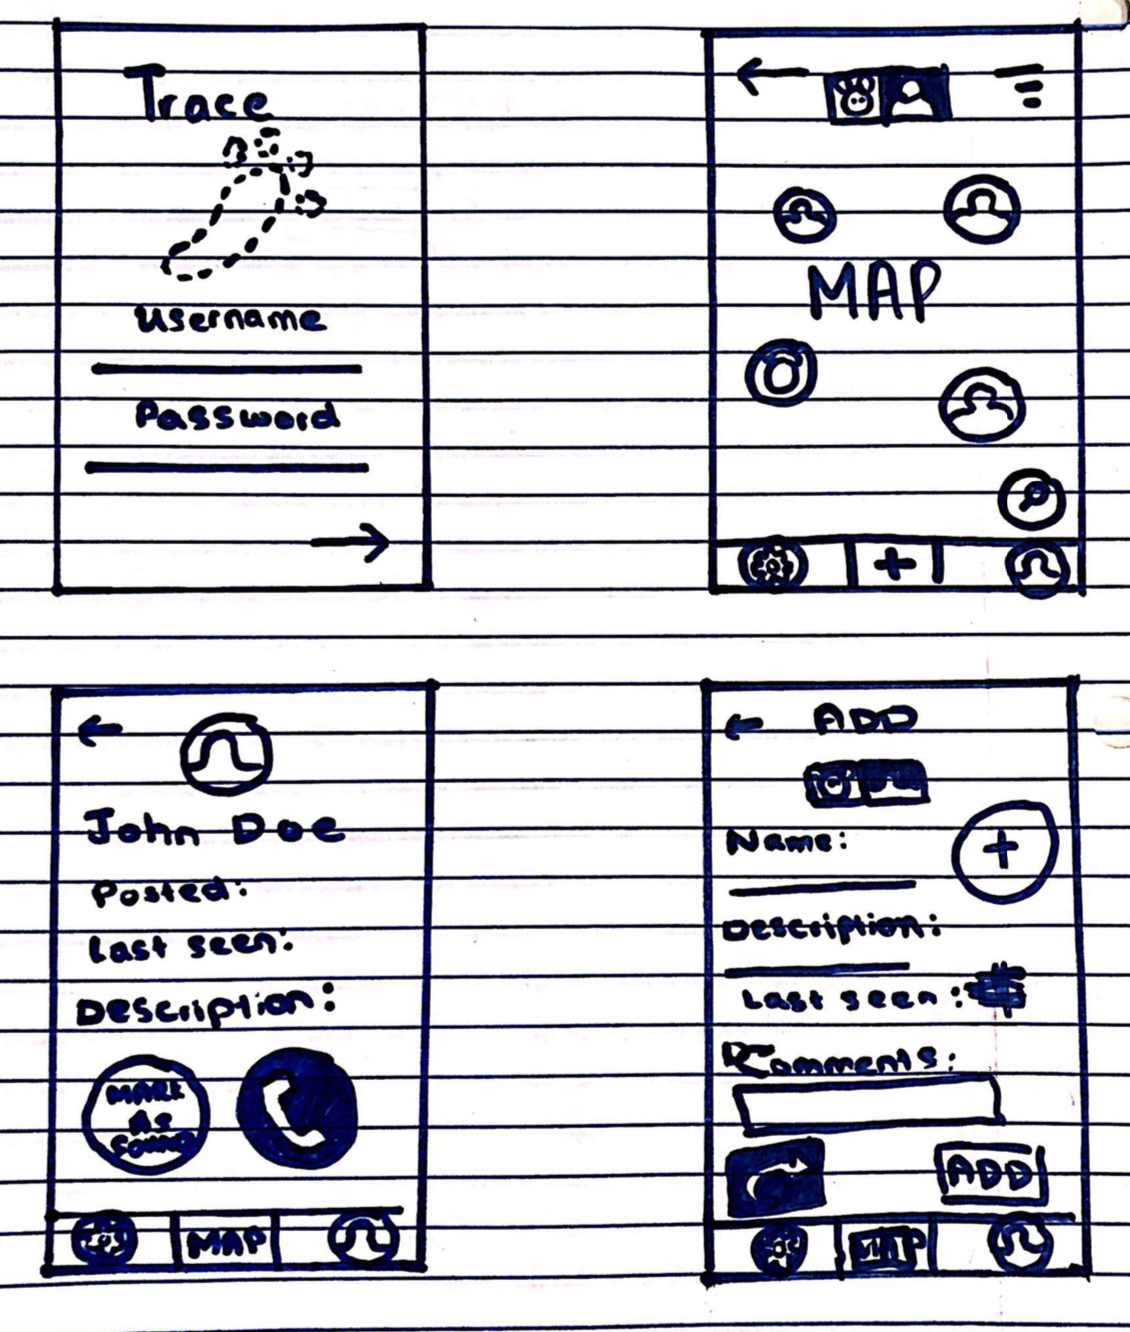 Trace
Username
Password
MAP
+
John Doe
Posted:
Last seen:
Description:
MARK
AS
FOUND
MAP
ADD
Name:
+
Description:
Last seen:
Comments:
ADD
MAP